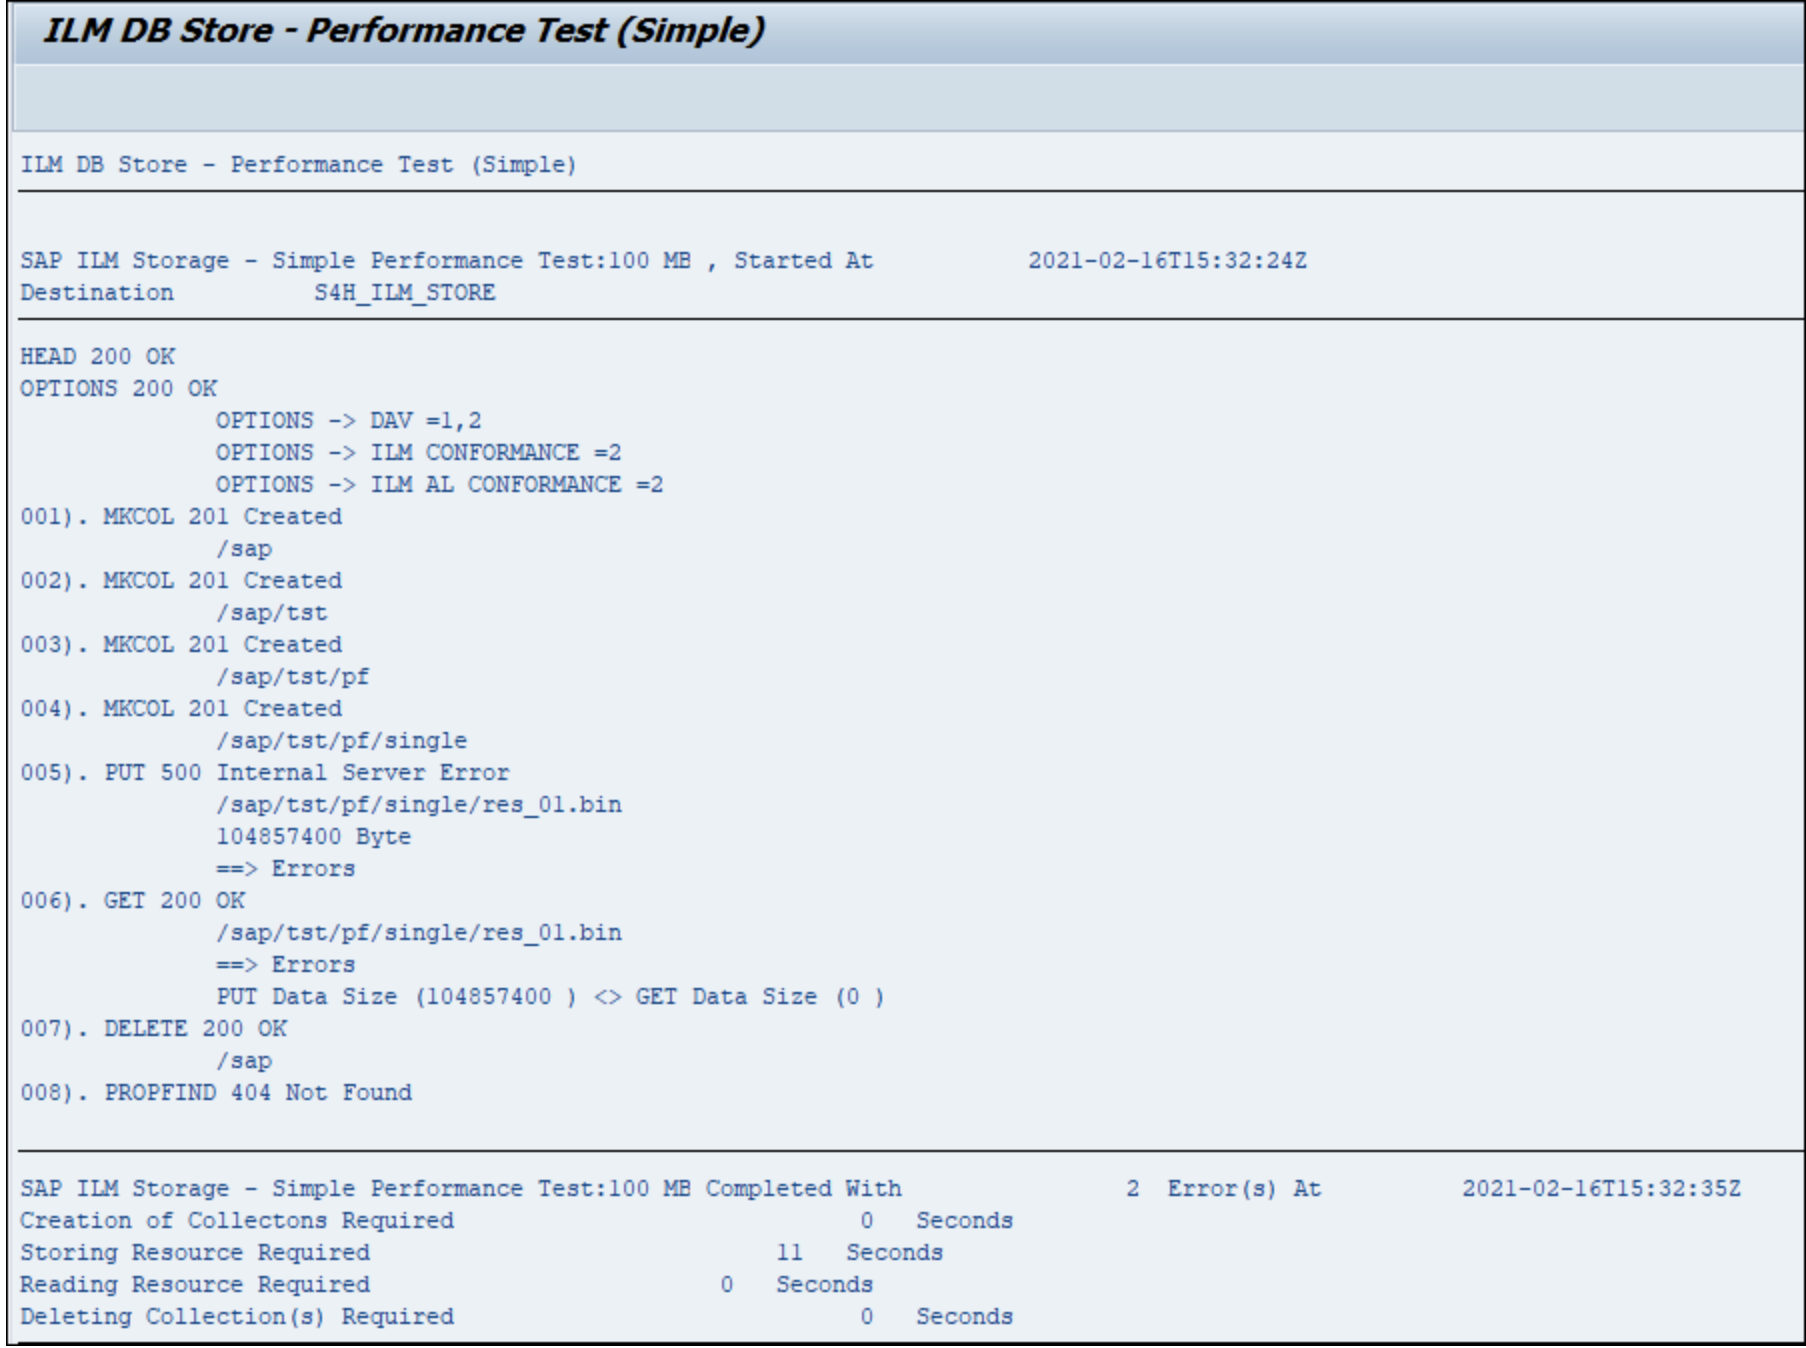 ILM DB Store - Performance Test (Simple)
ILM DB Store - Performance Test (Simple)
SAP ILM Storage - Simple Performance Test:100 MB , Started At 2021-02-16T15:32:24Z
Destination S4H_ILM_STORE
HEAD 200 OK
OPTIONS 200 OK
OPTIONS -> DAV =1,2
OPTIONS -> ILM CONFORMANCE =2
OPTIONS -> ILM AL CONFORMANCE =2
001). MKCOL 201 Created
/sap
002). MKCOL 201 Created
/sap/tst
003). MKCOL 201 Created
/sap/tst/pf
004). MKCOL 201 Created
/sap/tst/pf/single
005). PUT 500 Internal Server Error
/sap/tst/pf/single/res_01.bin
104857400 Byte
==> Errors
006). GET 200 OK
/sap/tst/pf/single/res_01.bin
==> Errors
PUT Data Size (104857400 ) <> GET Data Size (0 )
007). DELETE 200 OK
/sap
008). PROPFIND 404 Not Found
SAP ILM Storage - Simple Performance Test:100 MB Completed With 2 Error(s) At 2021-02-16T15:32:35Z
Creation of Collectons Required 0 Seconds
Storing Resource Required 11 Seconds
Reading Resource Required 0 Seconds
Deleting Collection(s) Required 0 Seconds